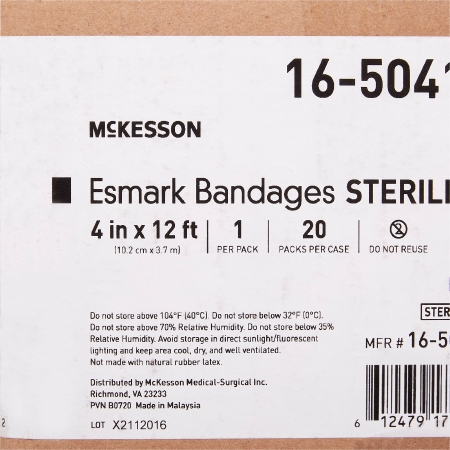 16-5041
McKESSON
Esmark Bandages STERIL
4 in x 12 ft
(10.2 cm x 3.7 m)
1
PER PACK
20
PACKS PER CASE
2
DO NOT REUSE
STER
Do not store above 104°F (40°C). Do not store below 32°F (0°C).
Do not store above 70% Relative Humidity. Do not store below 35%
Relative Humidity. Avoid storage in direct sunlight/fluorescent
lighting and keep area cool, dry, and well ventilated.
Not made with natural rubber latex.
MFR # 16-50
Distributed by McKesson Medical-Surgical Inc.
Richmond, VA 23233
PVN B0720 Made in Malaysia
LOT X2112016
2
6 12479 17